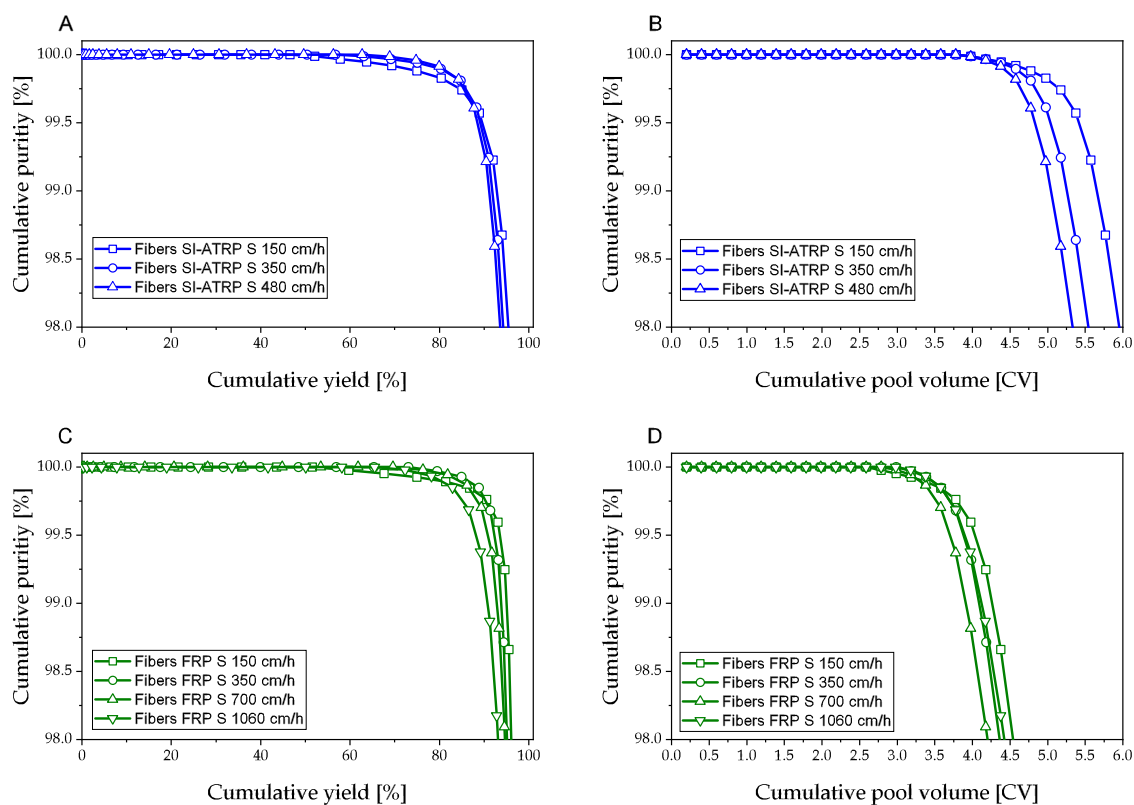 A
100.0
99.5
99.0
98.5
98.0
Cumulative puritiy [%]
Fibers SI-ATRP S 150 cm/h
Fibers SI-ATRP S 350 cm/h
Fibers SI-ATRP S 480 cm/h
0 20 40 60 80 100
Cumulative yield [%]
B
100.0
99.5
99.0
98.5
98.0
Cumulative puritiy [%]
Fibers SI-ATRP S 150 cm/h
Fibers SI-ATRP S 350 cm/h
Fibers SI-ATRP S 480 cm/h
0.0 0.5 1.0 1.5 2.0 2.5 3.0 3.5 4.0 4.5 5.0 5.5 6.0
Cumulative pool volume [CV]
C
100.0
99.5
99.0
98.5
98.0
Cumulative puritiy [%]
Fibers FRP S 150 cm/h
Fibers FRP S 350 cm/h
Fibers FRP S 700 cm/h
Fibers FRP S 1060 cm/h
0 20 40 60 80 100
Cumulative yield [%]
D
100.0
99.5
99.0
98.5
98.0
Cumulative puritiy [%]
Fibers FRP S 150 cm/h
Fibers FRP S 350 cm/h
Fibers FRP S 700 cm/h
Fibers FRP S 1060 cm/h
0.0 0.5 1.0 1.5 2.0 2.5 3.0 3.5 4.0 4.5 5.0 5.5 6.0
Cumulative pool volume [CV]